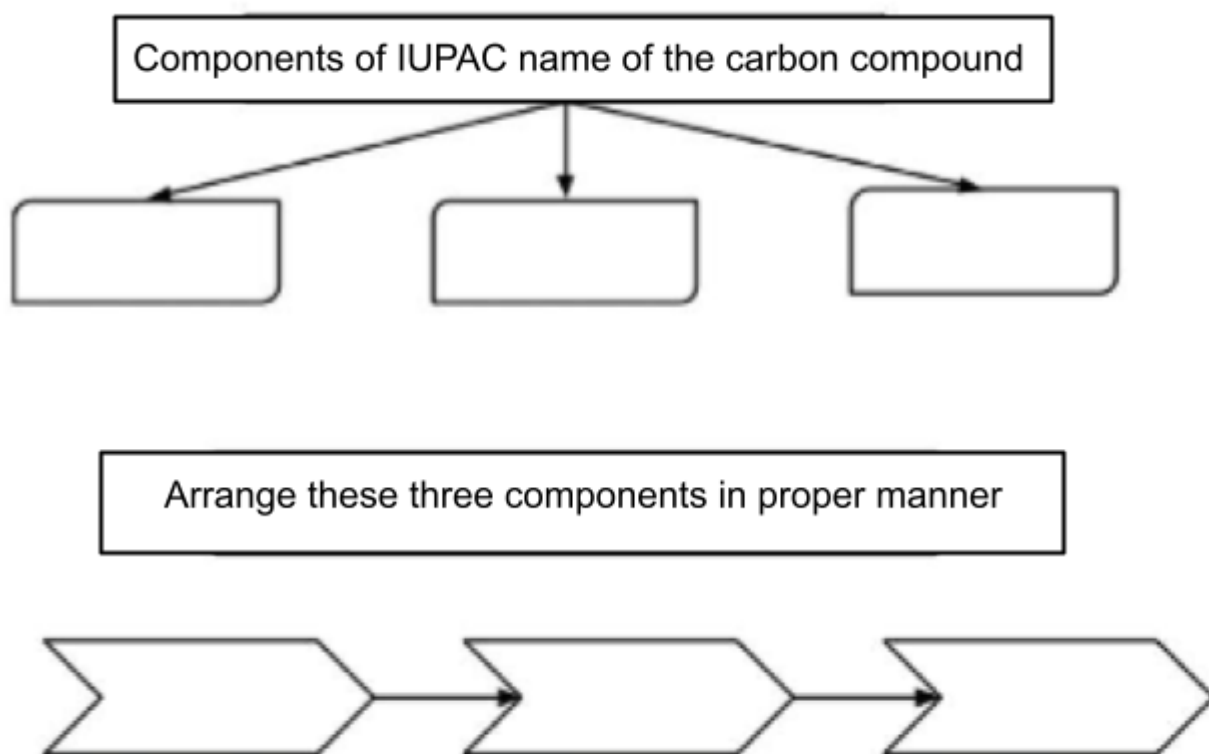 Components of IUPAC name of the carbon compound
Arrange these three components in proper manner